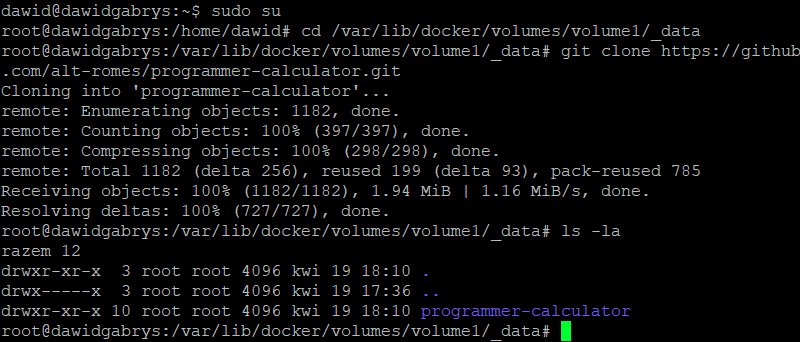 dawid@dawidgabrys:~$ sudo su
root@dawidgabrys:/home/dawid# cd /var/lib/docker/volumes/volume1/_data
root@dawidgabrys:/var/lib/docker/volumes/volume1/_data# git clone https://github
.com/alt-romes/programmer-calculator.git
Cloning into 'programmer-calculator'...
remote: Enumerating objects: 1182, done.
remote: Counting objects: 100% (397/397), done.
remote: Compressing objects: 100% (298/298), done.
remote: Total 1182 (delta 256), reused 199 (delta 93), pack-reused 785
Receiving objects: 100% (1182/1182), 1.94 MiB | 1.16 MiB/s, done.
Resolving deltas: 100% (727/727), done.
root@dawidgabrys:/var/lib/docker/volumes/volume1/_data# ls -la
razem 12
drwxr-xr-x  3 root root 4096 kwi 19 18:10 .
drwx-----x  3 root root 4096 kwi 19 17:36 ..
drwxr-xr-x 10 root root 4096 kwi 19 18:10 programmer-calculator
root@dawidgabrys:/var/lib/docker/volumes/volume1/_data#